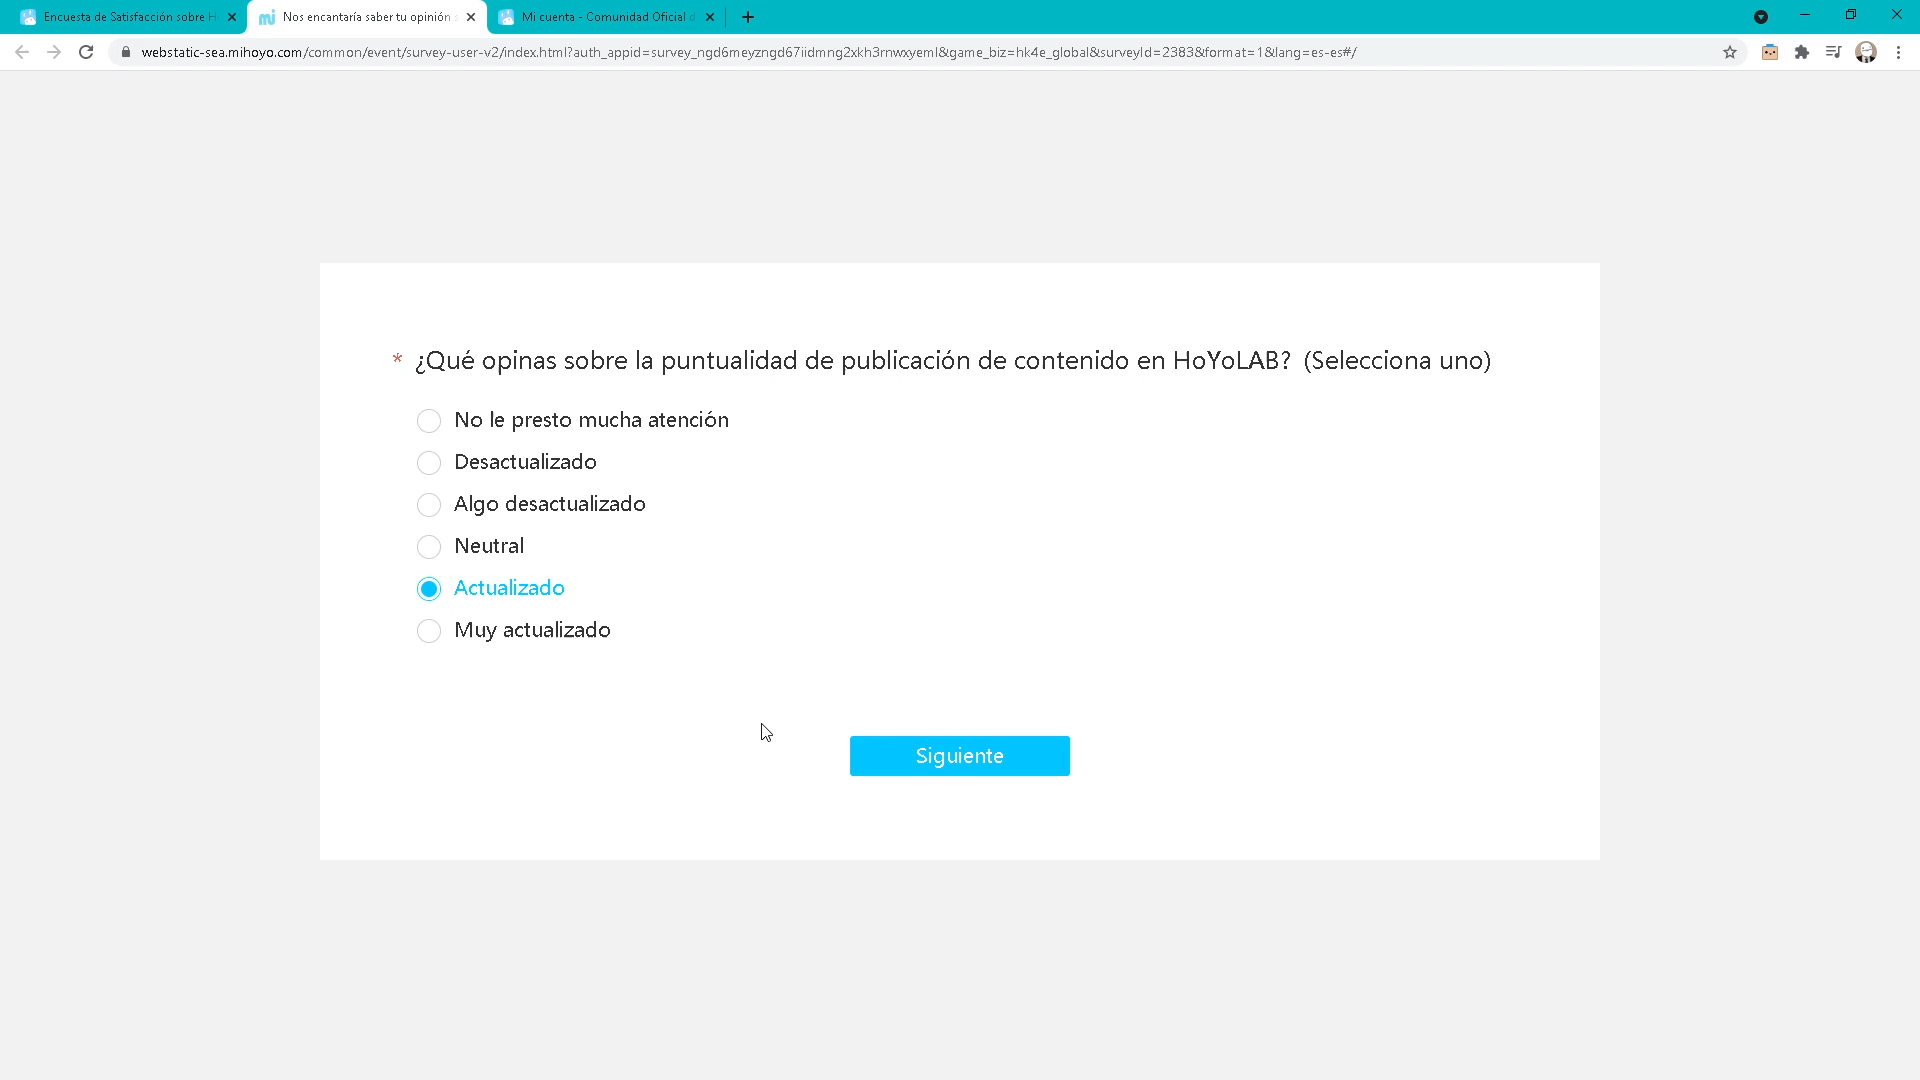 Encuesta de Satisfacción sobre H
Nos encantaría saber tu opinión s
Mi cuenta - Comunidad Oficial d
webstatic-sea.mihoyo.com/common/event/survey-user-v2/index.html?auth_appid=survey_ngd6meyzngd67iidmng2xkh3rnwxyeml&game_biz=hk4e_global&surveyId=2383&format=1&lang=es-es#/
* ¿Qué opinas sobre la puntualidad de publicación de contenido en HoYoLAB? (Selecciona uno)
No le presto mucha atención
Desactualizado
Algo desactualizado
Neutral
Actualizado
Muy actualizado
Siguiente